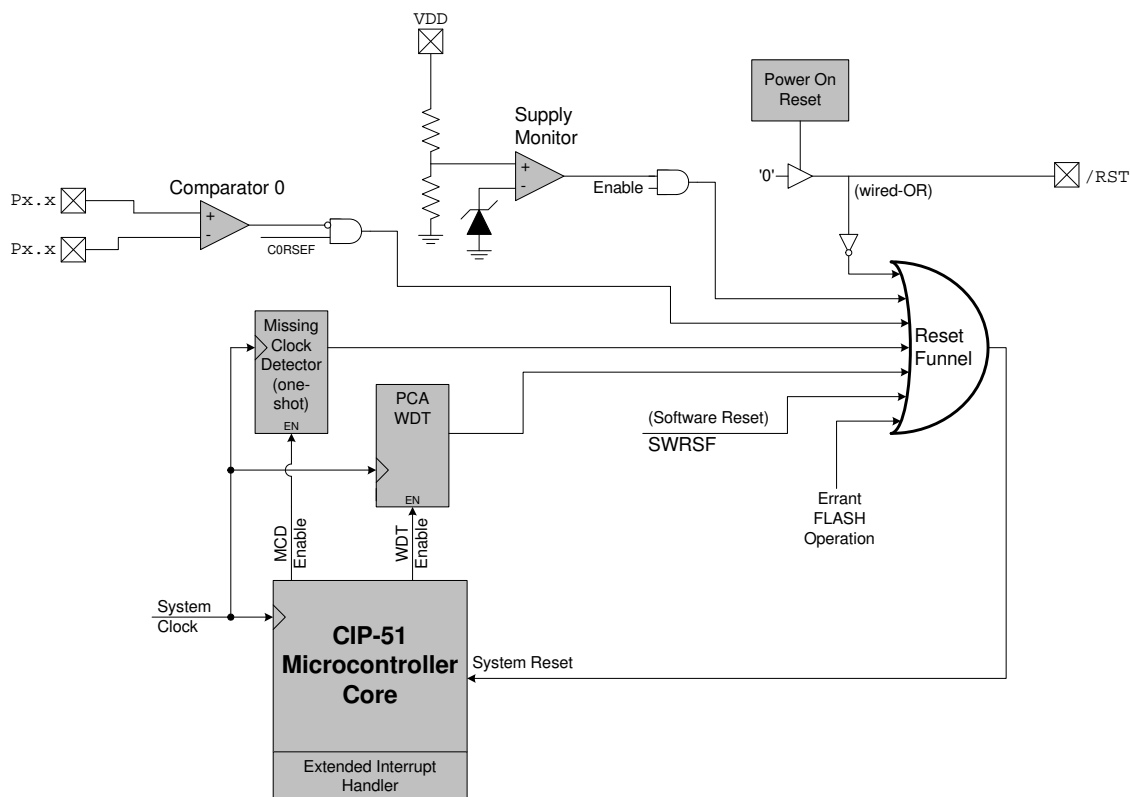 VDD
Power On
Reset
Supply
Monitor
+
-
Enable
'0'
(wired-OR)
/RST
Comparator 0
Px.x
Px.x
+
-
C0RSEF
Missing
Clock
Detector
(one-
shot)
EN
PCA
WDT
EN
Reset
Funnel
(Software Reset)
SWRSF
Errant
FLASH
Operation
MCD
Enable
WDT
Enable
System
Clock
CIP-51
Microcontroller
Core
System Reset
Extended Interrupt
Handler